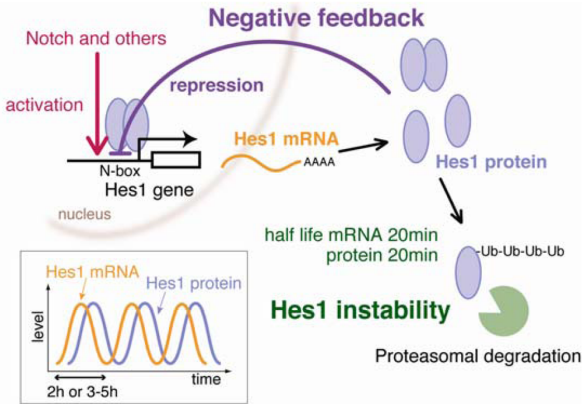 Negative feedback
Notch and others
activation
repression
N-box
Hes1 gene
nucleus
Hes1 mRNA
AAAA
Hes1 protein
half life mRNA 20min
protein 20min
-Ub-Ub-Ub-Ub
Hes1 instability
Proteasomal degradation
Hes1 mRNA
Hes1 protein
level
time
2h or 3-5h